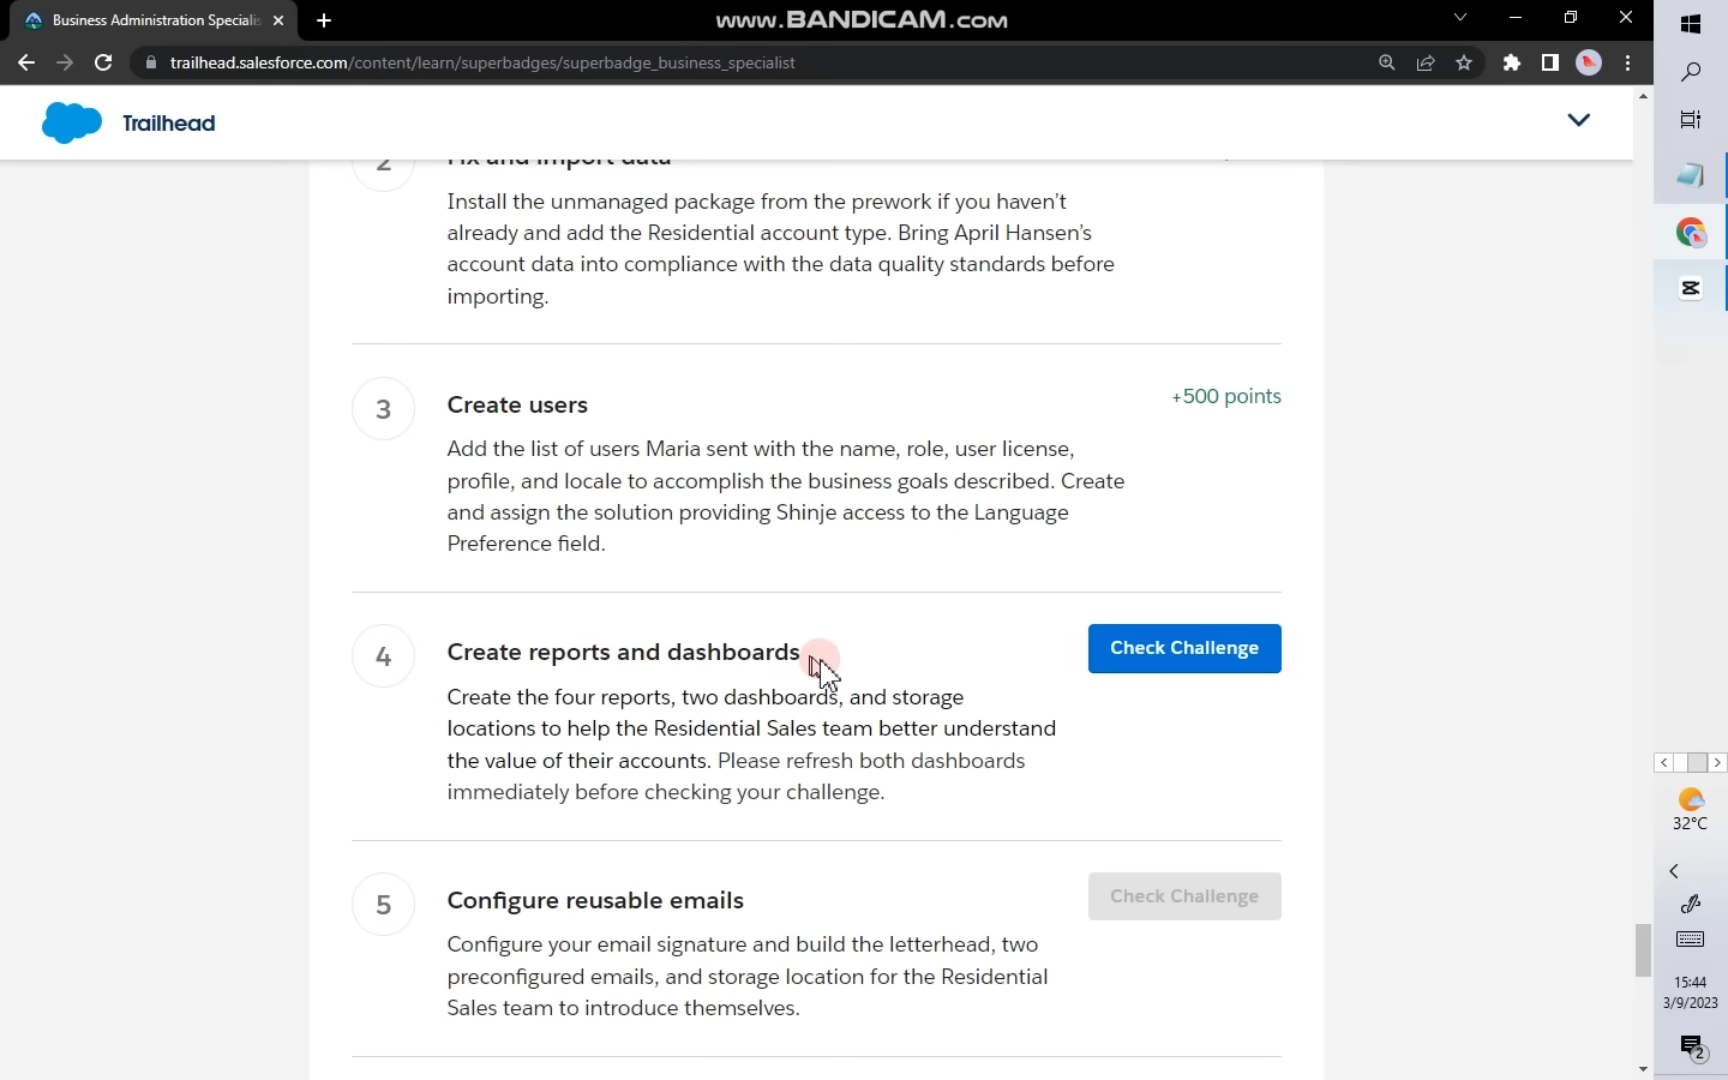 Business Administration Specialis
www.BANDICAM.com
trailhead.salesforce.com/content/learn/superbadges/superbadge_business_specialist
Trailhead
2
Fix and import data
Install the unmanaged package from the prework if you haven't
already and add the Residential account type. Bring April Hansen's
account data into compliance with the data quality standards before
importing.
3
Create users
+500 points
Add the list of users Maria sent with the name, role, user license,
profile, and locale to accomplish the business goals described. Create
and assign the solution providing Shinje access to the Language
Preference field.
4
Create reports and dashboards
Check Challenge
Create the four reports, two dashboards, and storage
locations to help the Residential Sales team better understand
the value of their accounts. Please refresh both dashboards
immediately before checking your challenge.
5
Configure reusable emails
Check Challenge
Configure your email signature and build the letterhead, two
preconfigured emails, and storage location for the Residential
Sales team to introduce themselves.
32°C
15:44
3/9/2023
2